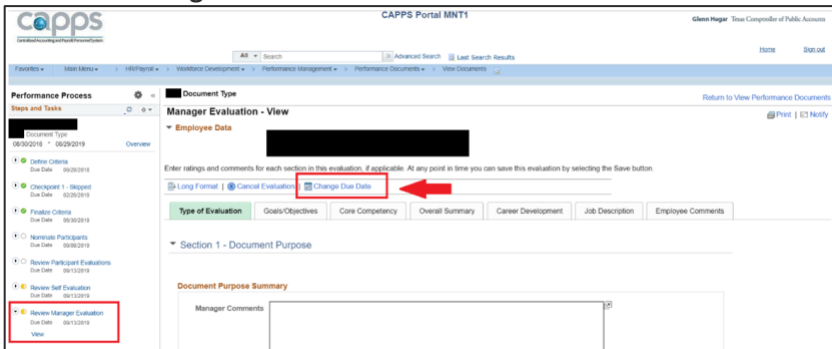 capps
Centralized Accounting and Payroll/Personnel System
CAPPS Portal MNT1
Glenn Hegar Texas Comptroller of Public Accounts
All Search Advanced Search Last Search Results
Home Sign out
Favorites Main Menu HR/Payroll Workforce Development Performance Management Performance Documents View Documents
Performance Process
Steps and Tasks
Document Type
08/30/2018 - 08/29/2019 Overview
Define Criteria
Due Date 09/28/2018
Checkpoint 1 - Skipped
Due Date 02/28/2019
Finalize Criteria
Due Date 08/30/2019
Nominate Participants
Due Date 09/06/2019
Review Participant Evaluations
Due Date 09/13/2019
Review Self Evaluation
Due Date 09/13/2019
Review Manager Evaluation
Due Date 09/13/2019
View
Document Type
Return to View Performance Documents
Manager Evaluation - View
Print | Notify
Employee Data
Enter ratings and comments for each section in this evaluation, if applicable. At any point in time you can save this evaluation by selecting the Save button.
Long Format | Cancel Evaluation | Change Due Date
Type of Evaluation Goals/Objectives Core Competency Overall Summary Career Development Job Description Employee Comments
Section 1 - Document Purpose
Document Purpose Summary
Manager Comments